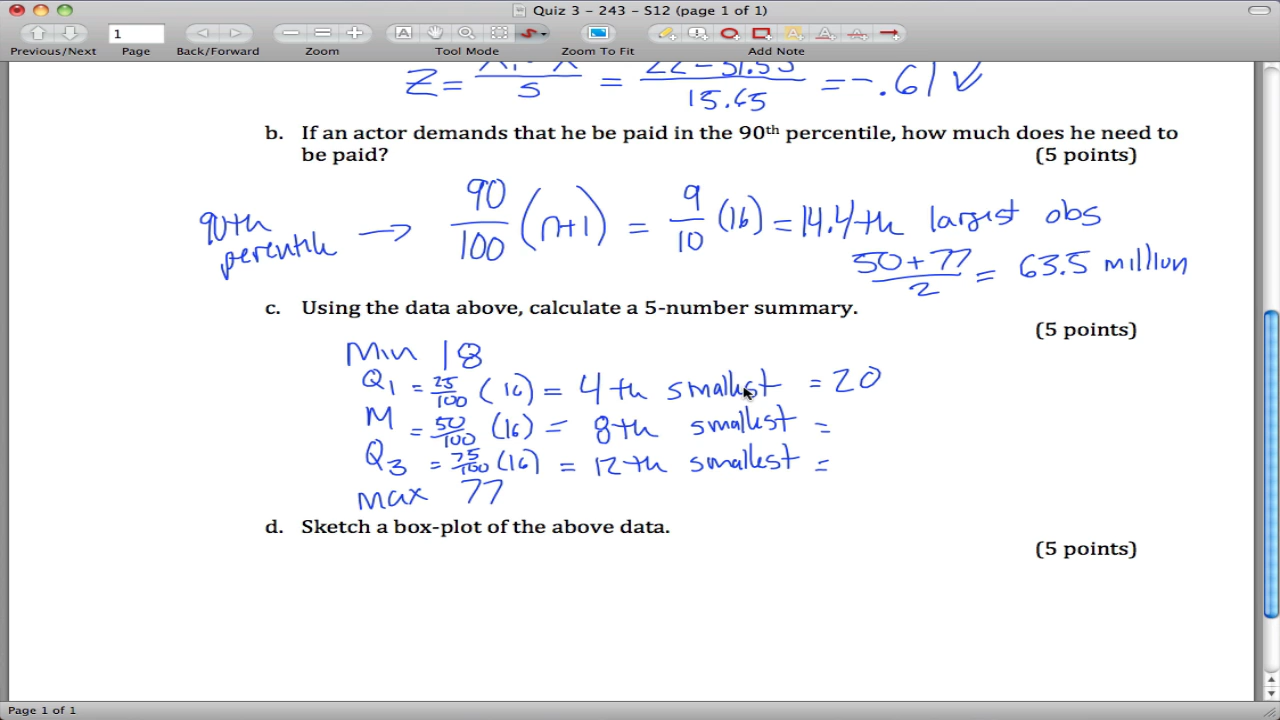 Quiz 3 - 243 - S12 (page 1 of 1)
1
Previous/Next Page Back/Forward Zoom Tool Mode Zoom To Fit Add Note
Z = / s = 22 - 31.53 / 15.65 = -.61 ✓
b. If an actor demands that he be paid in the 90th percentile, how much does he need to
be paid? (5 points)
90th percentile → 90/100 (n+1) = 9/10 (16) = 14.4th largest obs
50+77 / 2 = 63.5 million
c. Using the data above, calculate a 5-number summary.
(5 points)
Min 18
Q1 = 25/100 (16) = 4th smallest = 20
M = 50/100 (16) = 8th smallest =
Q3 = 75/100 (16) = 12th smallest =
Max 77
d. Sketch a box-plot of the above data.
(5 points)
Page 1 of 1